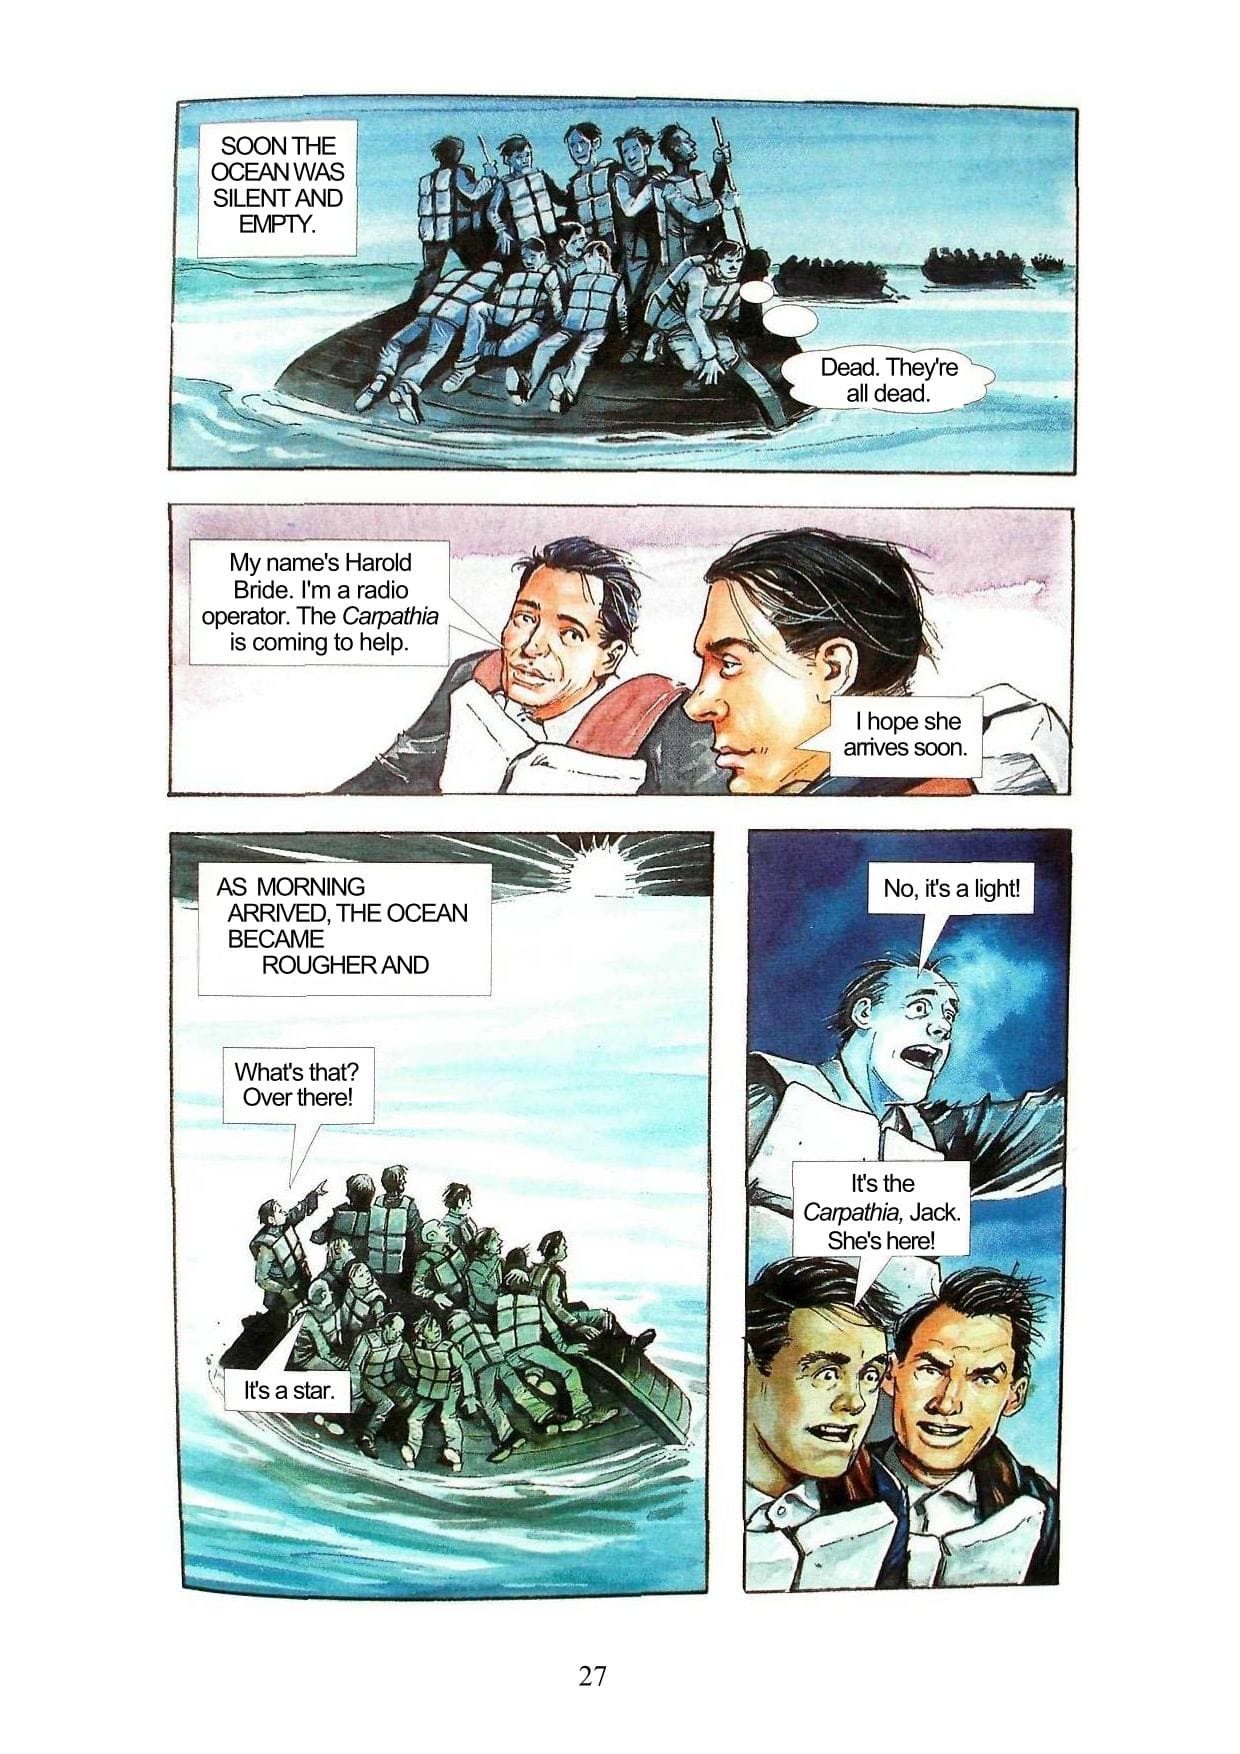 SOON THE
OCEAN WAS
SILENT AND
EMPTY.
Dead. They're
all dead.
My name's Harold
Bride. I'm a radio
operator. The Carpathia
is coming to help.
I hope she
arrives soon.
AS MORNING
ARRIVED, THE OCEAN
BECAME
ROUGHER AND
What's that?
Over there!
It's a star.
No, it's a light!
It's the
Carpathia, Jack.
She's here!
27